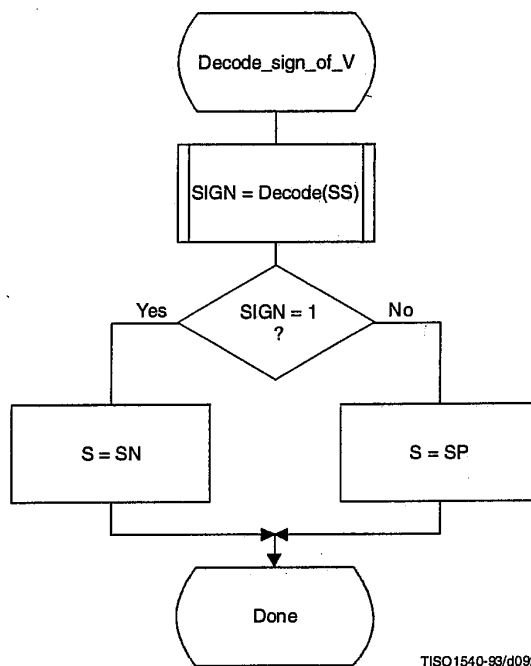 Decode_sign_of_V
SIGN = Decode(SS)
Yes
SIGN = 1
?
No
S = SN
S = SP
Done